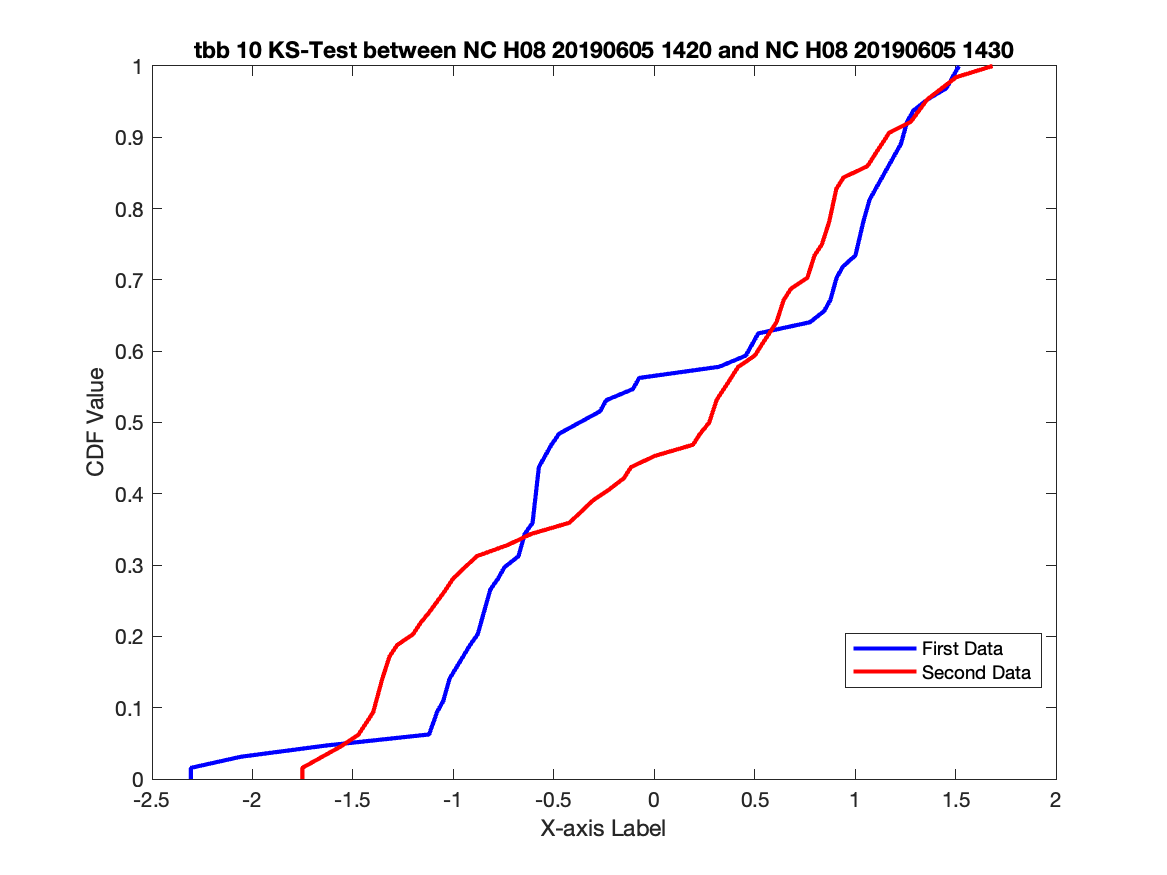 tbb 10 KS-Test between NC H08 20190605 1420 and NC H08 20190605 1430
1
0.9
0.8
0.7
0.6
0.5
0.4
0.3
0.2
0.1
0
CDF Value
First Data
Second Data
-2.5 -2 -1.5 -1 -0.5 0 0.5 1 1.5 2
X-axis Label